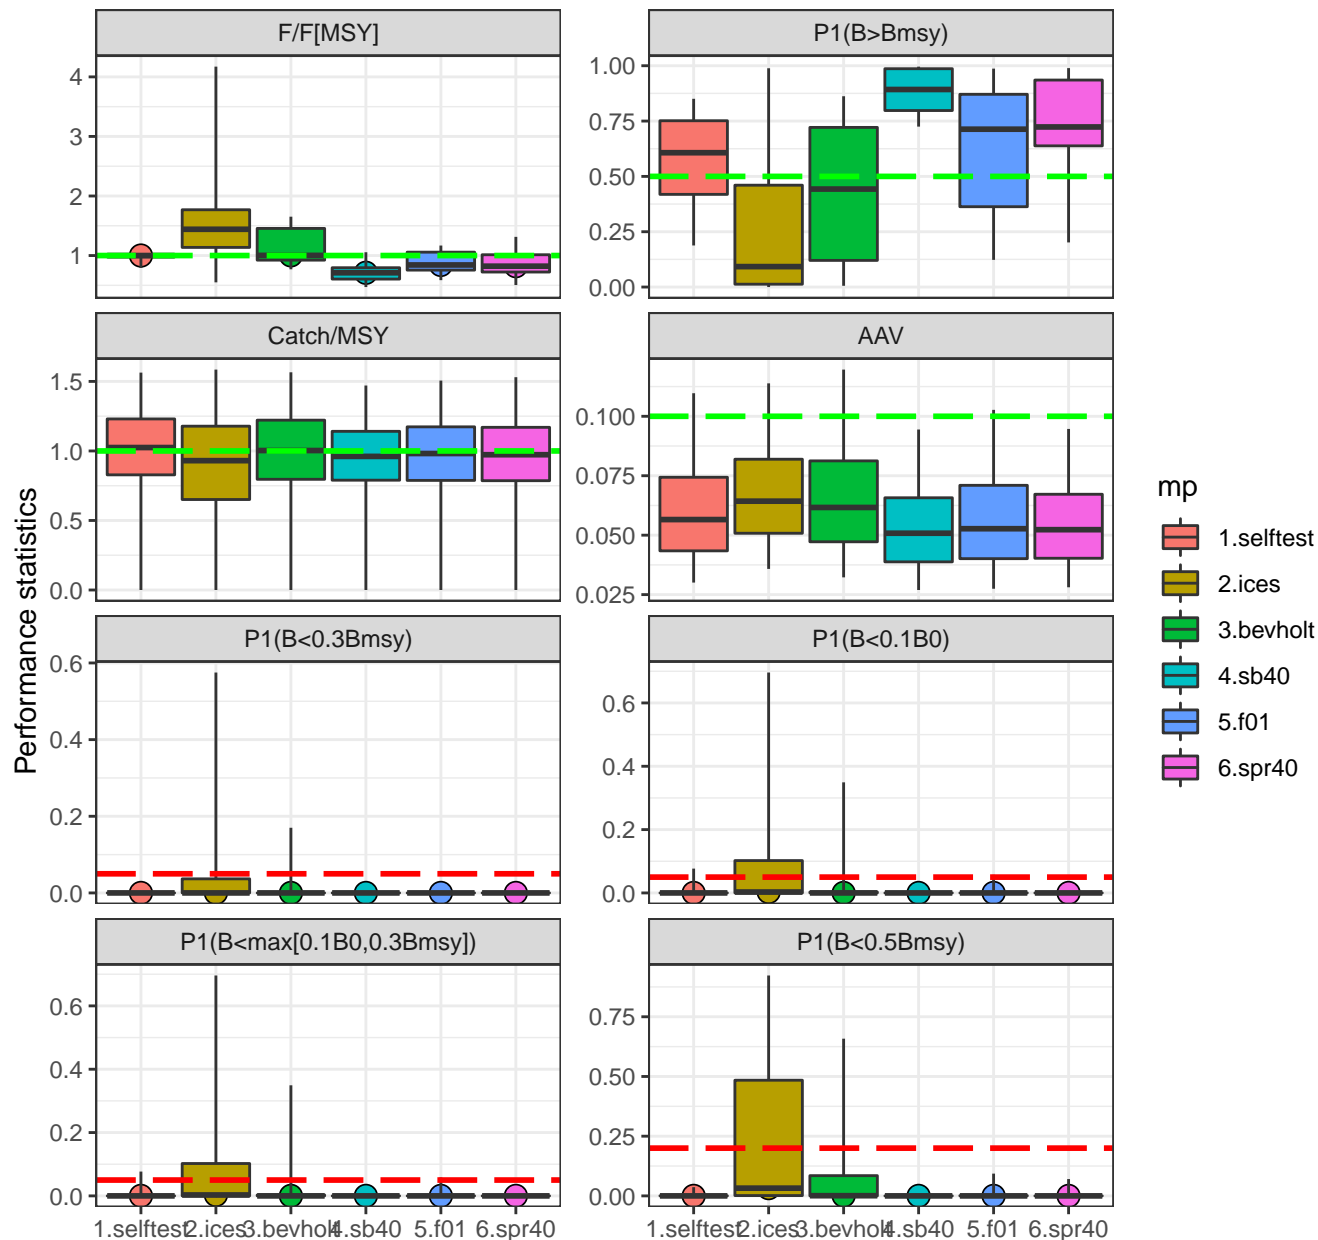 F/F[MSY]
P1(B>Bmsy)
4
3
2
1
1.00
0.75
0.50
0.25
0.00
Catch/MSY
AAV
1.5
1.0
0.5
0.0
0.100
0.075
0.050
0.025
P1(B<0.3Bmsy)
P1(B<0.1B0)
0.6
0.4
0.2
0.0
0.6
0.4
0.2
0.0
P1(B<max[0.1B0,0.3Bmsy])
P1(B<0.5Bmsy)
0.6
0.4
0.2
0.0
0.75
0.50
0.25
0.00
1.selftest 2.ices 3.bevholt 4.sb40 5.f01 6.spr40
1.selftest 2.ices 3.bevholt 4.sb40 5.f01 6.spr40
Performance statistics
mp
1.selftest
2.ices
3.bevholt
4.sb40
5.f01
6.spr40